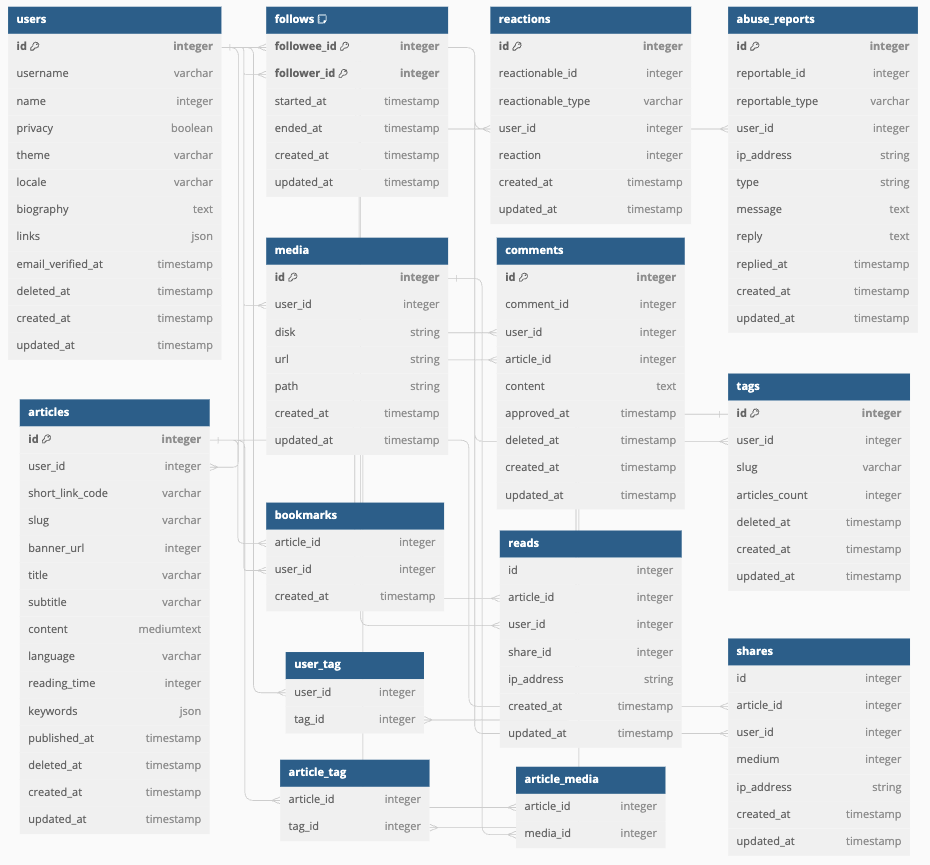 users
id integer
username varchar
name integer
privacy boolean
theme varchar
locale varchar
biography text
links json
email_verified_at timestamp
deleted_at timestamp
created_at timestamp
updated_at timestamp
follows
followee_id integer
follower_id integer
started_at timestamp
ended_at timestamp
created_at timestamp
updated_at timestamp
reactions
id integer
reactionable_id integer
reactionable_type varchar
user_id integer
reaction integer
created_at timestamp
updated_at timestamp
abuse_reports
id integer
reportable_id integer
reportable_type varchar
user_id integer
ip_address string
type string
message text
reply text
replied_at timestamp
created_at timestamp
updated_at timestamp
media
id integer
user_id integer
disk string
url string
path string
created_at timestamp
updated_at timestamp
comments
id integer
comment_id integer
user_id integer
article_id integer
content text
approved_at timestamp
deleted_at timestamp
created_at timestamp
updated_at timestamp
tags
id integer
user_id integer
slug varchar
articles_count integer
deleted_at timestamp
created_at timestamp
updated_at timestamp
articles
id integer
user_id integer
short_link_code varchar
slug varchar
banner_url integer
title varchar
subtitle varchar
content mediumtext
language varchar
reading_time integer
keywords json
published_at timestamp
deleted_at timestamp
created_at timestamp
updated_at timestamp
bookmarks
article_id integer
user_id integer
created_at timestamp
reads
id integer
article_id integer
user_id integer
share_id integer
ip_address string
created_at timestamp
updated_at timestamp
shares
id integer
article_id integer
user_id integer
medium integer
ip_address string
created_at timestamp
updated_at timestamp
user_tag
user_id integer
tag_id integer
article_tag
article_id integer
tag_id integer
article_media
article_id integer
media_id integer